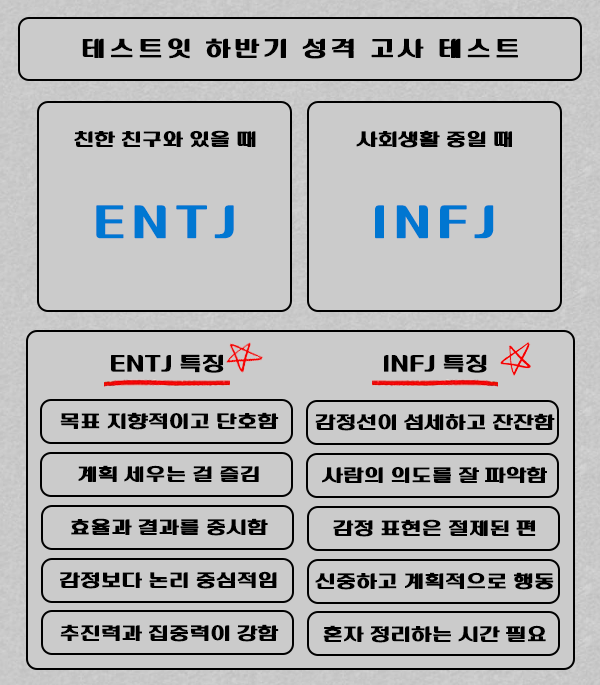 테스트잇 하반기 성격 고사 테스트
친한 친구와 있을 때
ENTJ
사회생활 중일 때
INFJ
ENTJ 특징
목표 지향적이고 단호함
계획 세우는 걸 즐김
효율과 결과를 중시함
감정보다 논리 중심적임
추진력과 집중력이 강함
INFJ 특징
감정선이 섬세하고 잔잔함
사람의 의도를 잘 파악함
감정 표현은 절제된 편
신중하고 계획적으로 행동
혼자 정리하는 시간 필요